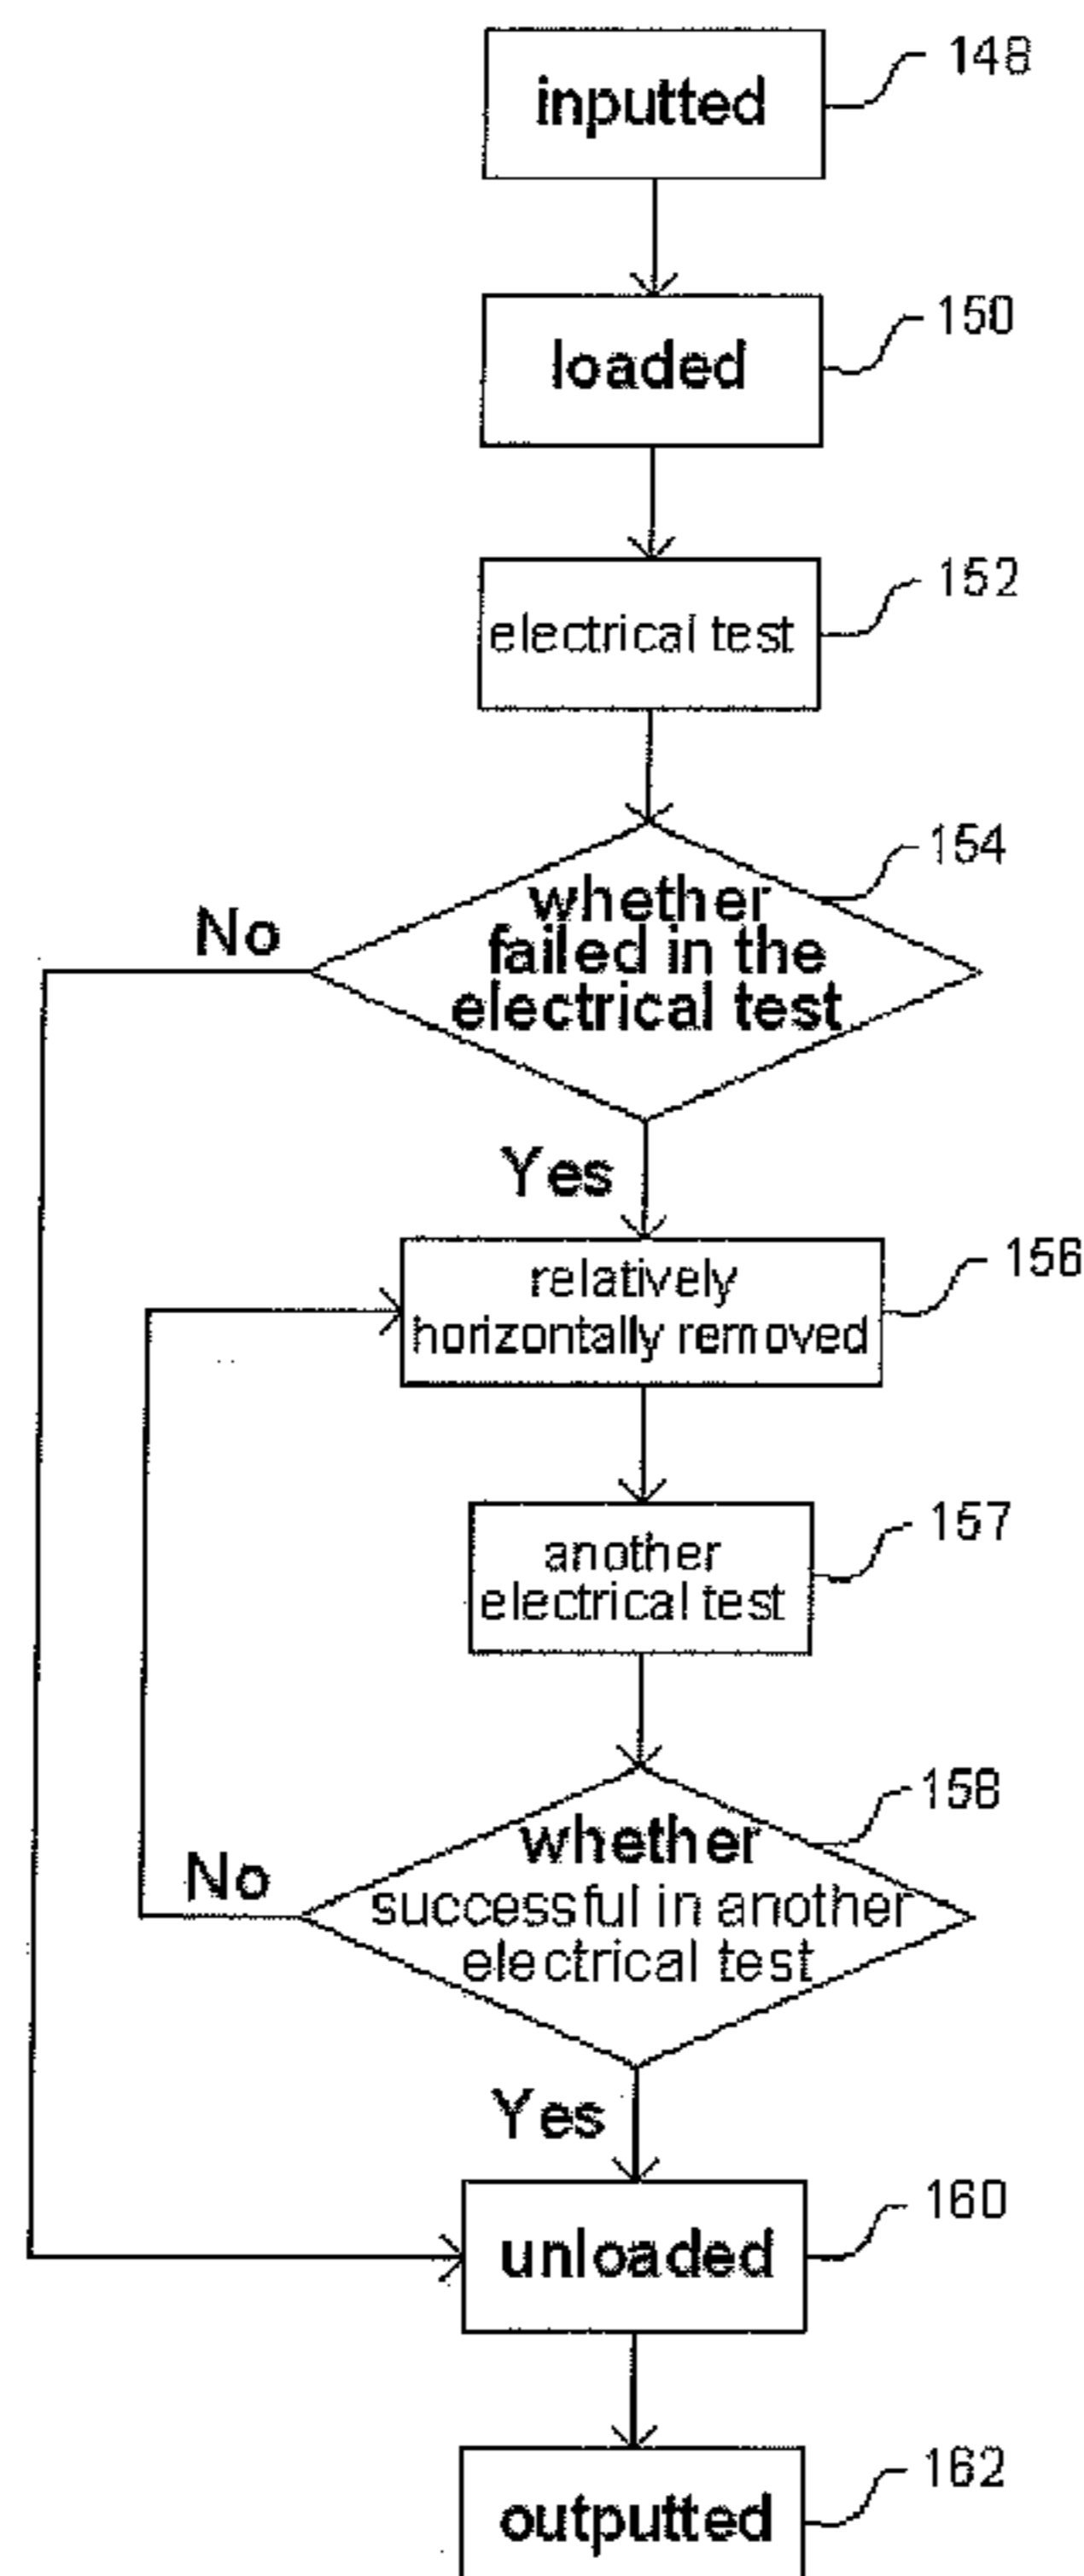 inputted
148
loaded
150
electrical test
152
whether
failed in the
electrical test
154
No
Yes
relatively
horizontally removed
156
another
electrical test
157
whether
successful in another
electrical test
158
No
Yes
unloaded
160
outputted
162